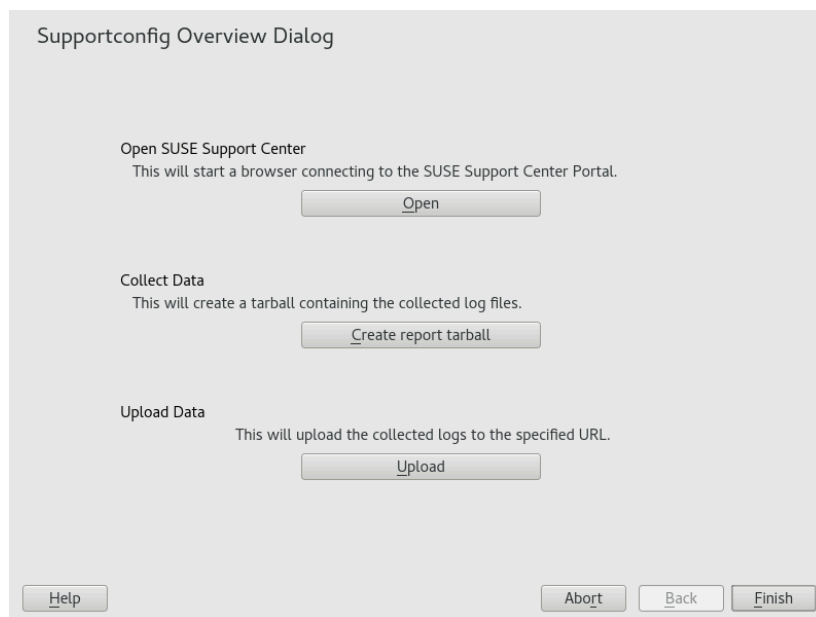 Supportconfig Overview Dialog
Open SUSE Support Center
This will start a browser connecting to the SUSE Support Center Portal.
Open
Collect Data
This will create a tarball containing the collected log files.
Create report tarball
Upload Data
This will upload the collected logs to the specified URL.
Upload
Help Abort Back Finish